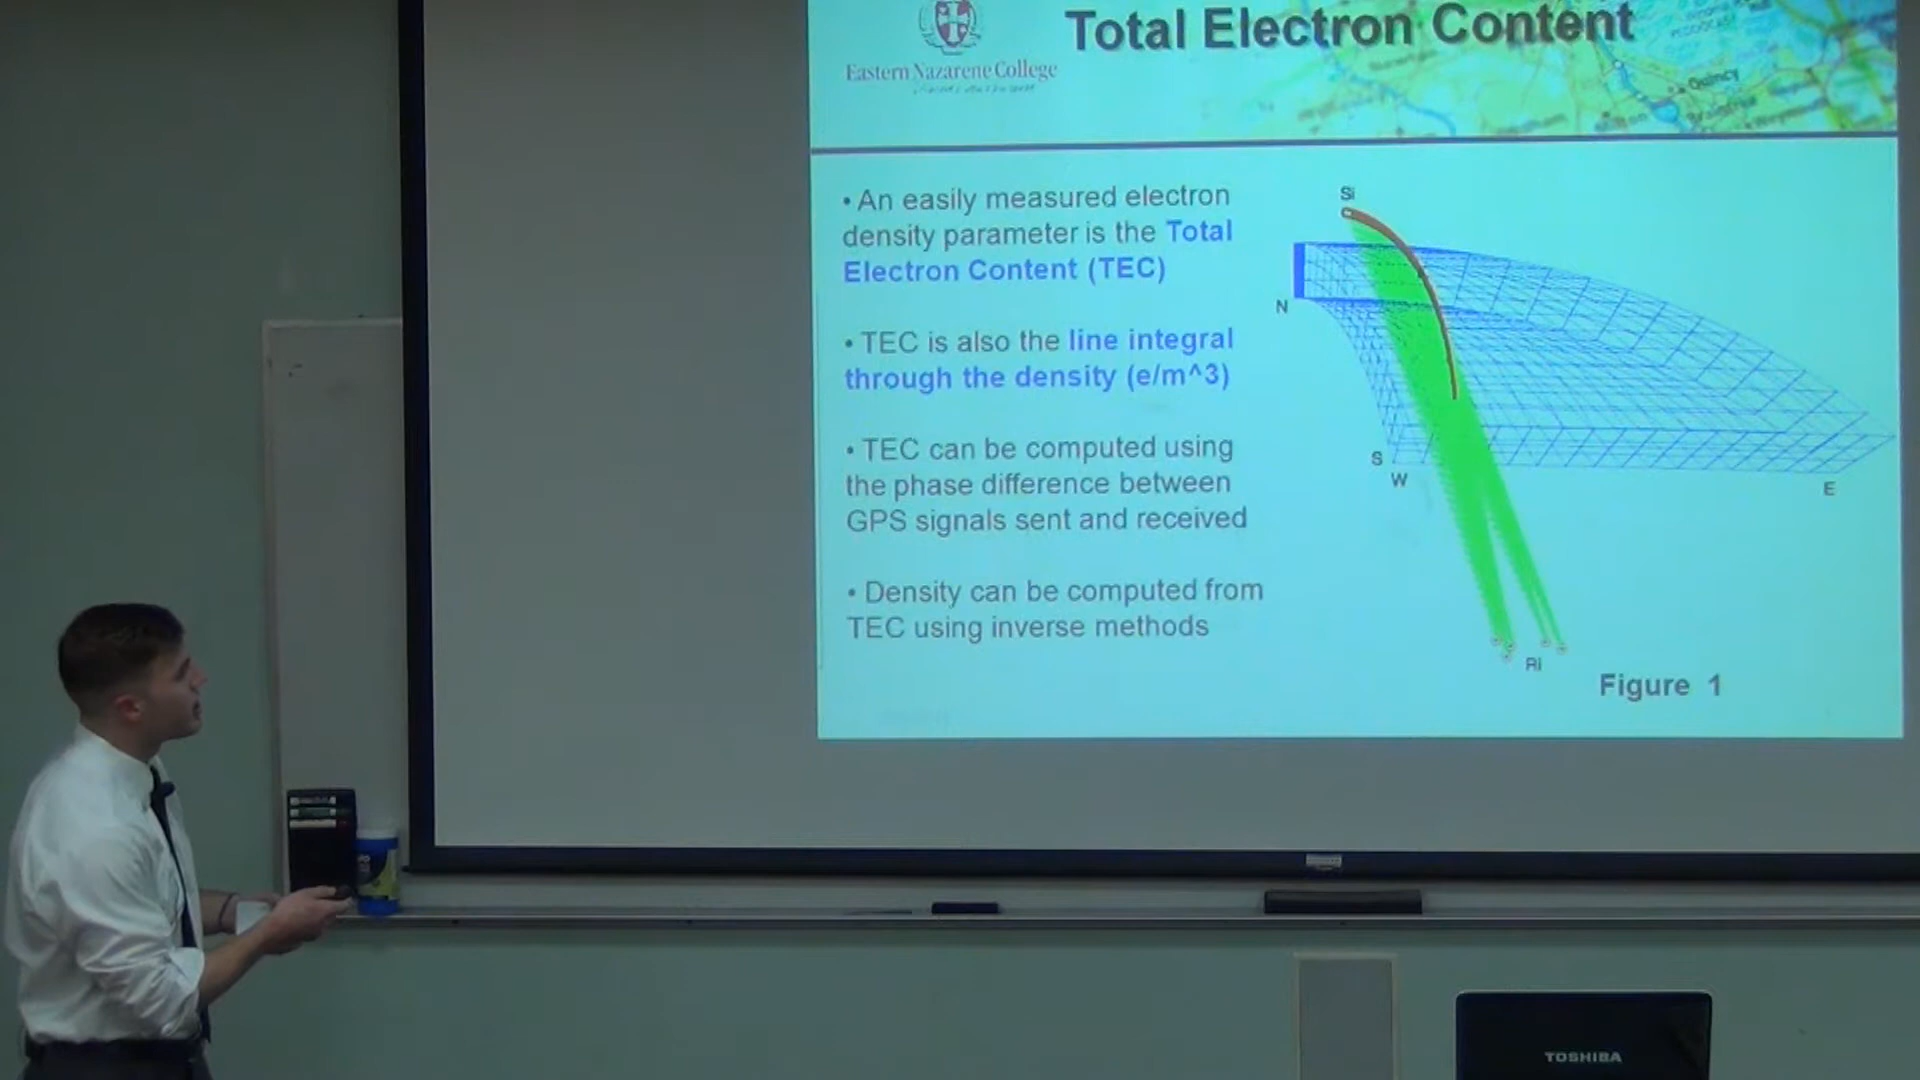 Total Electron Content
Eastern Nazarene College
Quincy
• An easily measured electron
density parameter is the Total
Electron Content (TEC)
• TEC is also the line integral
through the density (e/m^3)
• TEC can be computed using
the phase difference between
GPS signals sent and received
• Density can be computed from
TEC using inverse methods
Si
N
S
W
E
Ri
Figure 1
TOSHIBA